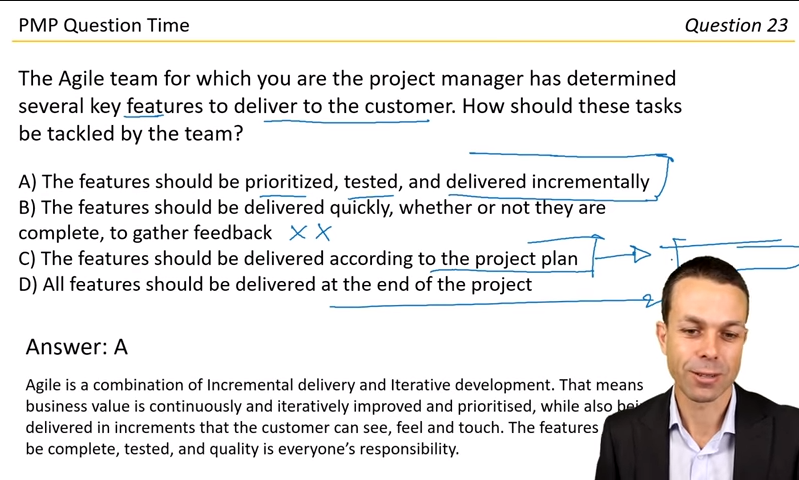 PMP Question Time
Question 23
The Agile team for which you are the project manager has determined
several key features to deliver to the customer. How should these tasks
be tackled by the team?
A) The features should be prioritized, tested, and delivered incrementally
B) The features should be delivered quickly, whether or not they are
complete, to gather feedback X X
C) The features should be delivered according to the project plan
D) All features should be delivered at the end of the project
Answer: A
Agile is a combination of Incremental delivery and Iterative development. That means
business value is continuously and iteratively improved and prioritised, while also
delivered in increments that the customer can see, feel and touch. The features
be complete, tested, and quality is everyone's responsibility.